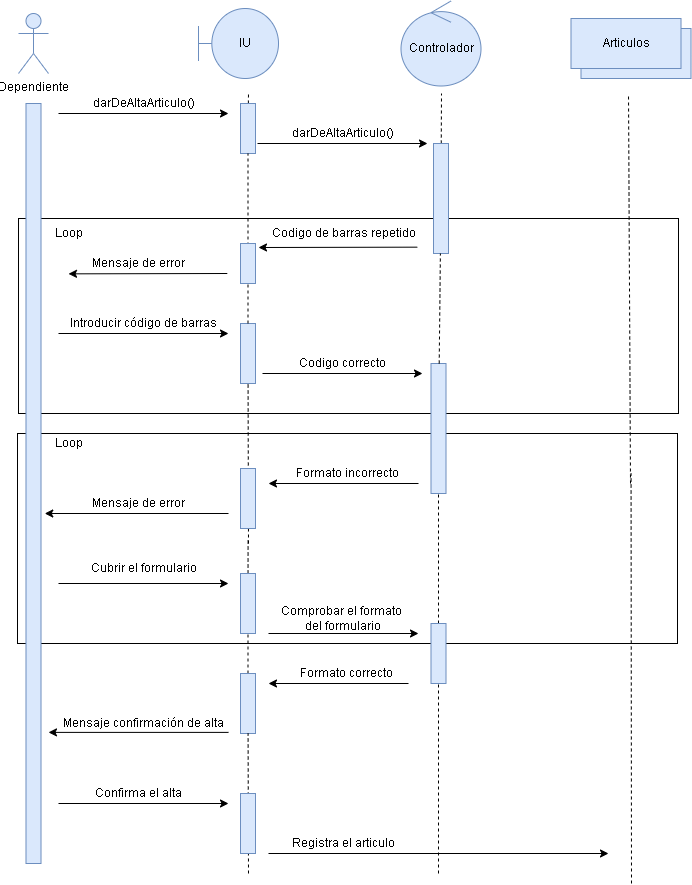 IU
Controlador
Articulos
Dependiente
darDeAltaArticulo()
darDeAltaArticulo()
Loop
Codigo de barras repetido
Mensaje de error
Introducir código de barras
Codigo correcto
Loop
Formato incorrecto
Mensaje de error
Cubrir el formulario
Comprobar el formato
del formulario
Formato correcto
Mensaje confirmación de alta
Confirma el alta
Registra el articulo